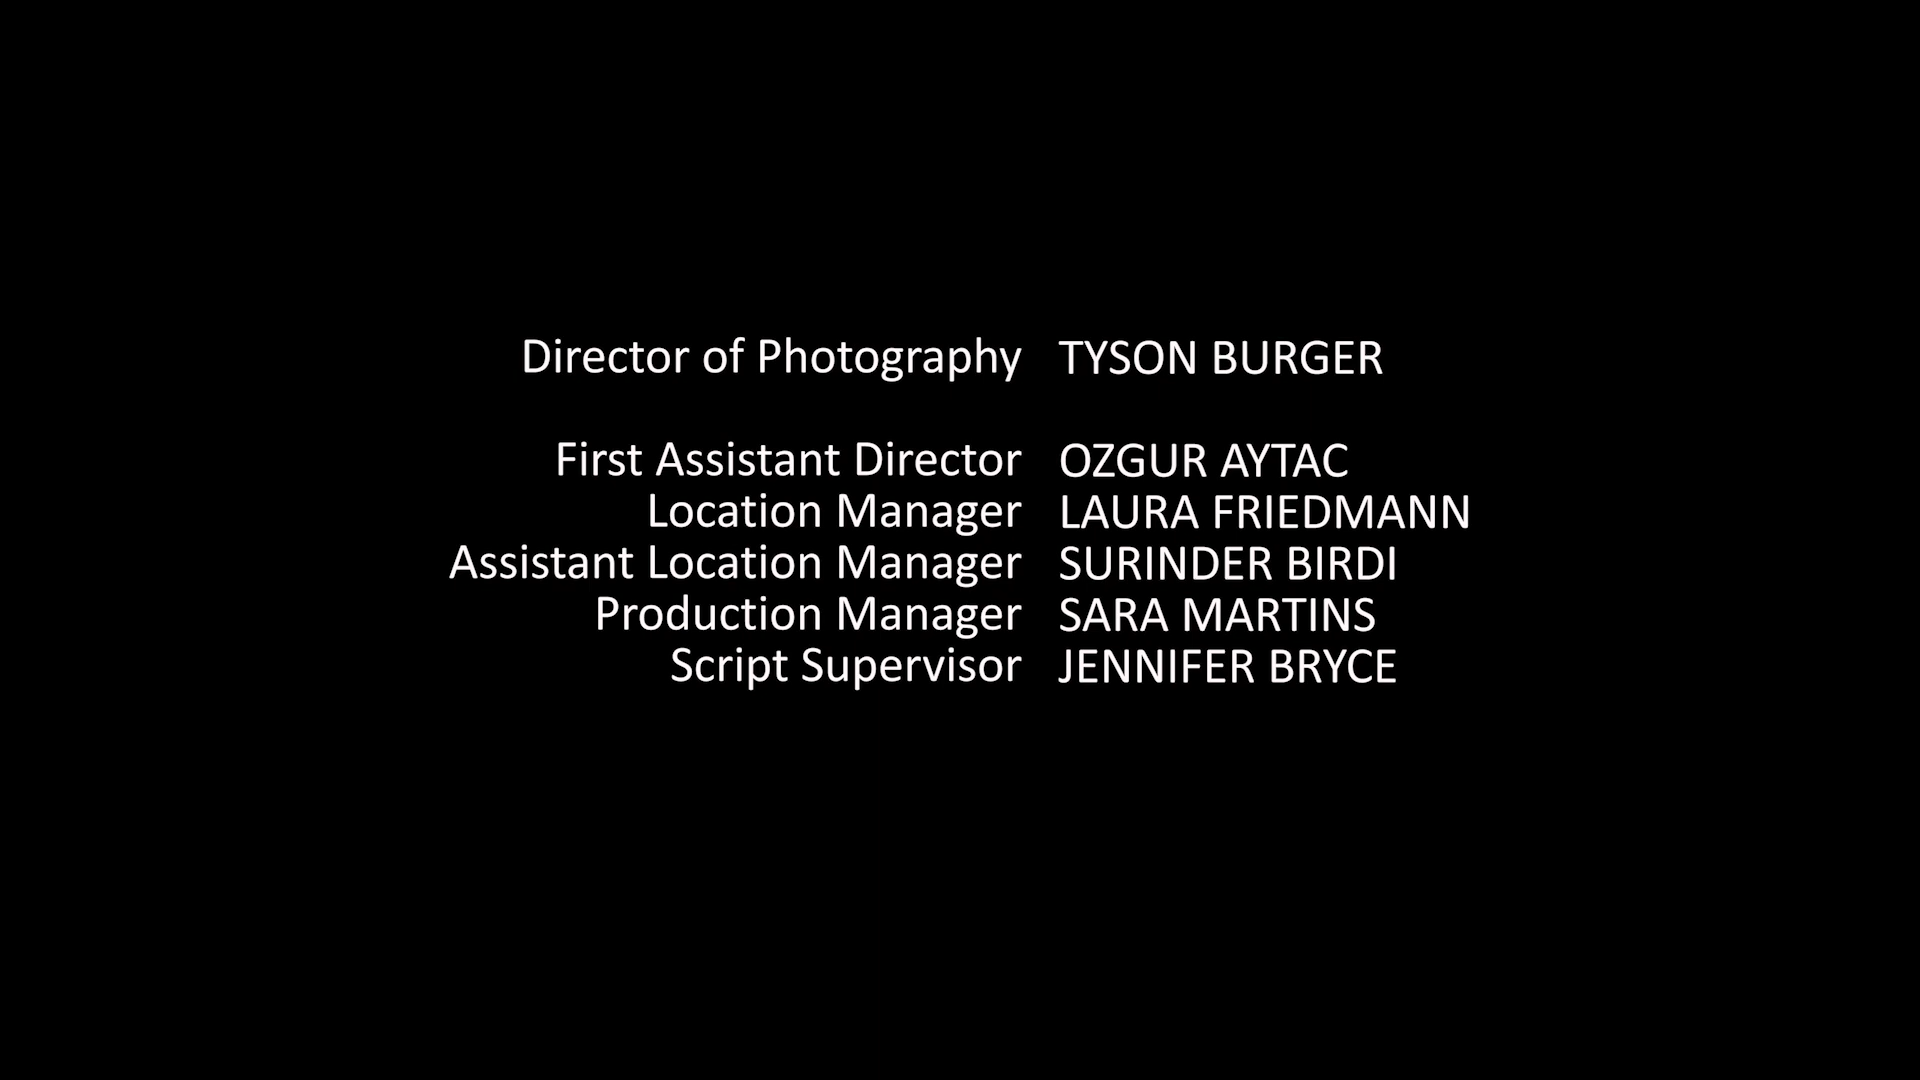 Director of Photography TYSON BURGER
First Assistant Director OZGUR AYTAC
Location Manager LAURA FRIEDMANN
Assistant Location Manager SURINDER BIRDI
Production Manager SARA MARTINS
Script Supervisor JENNIFER BRYCE